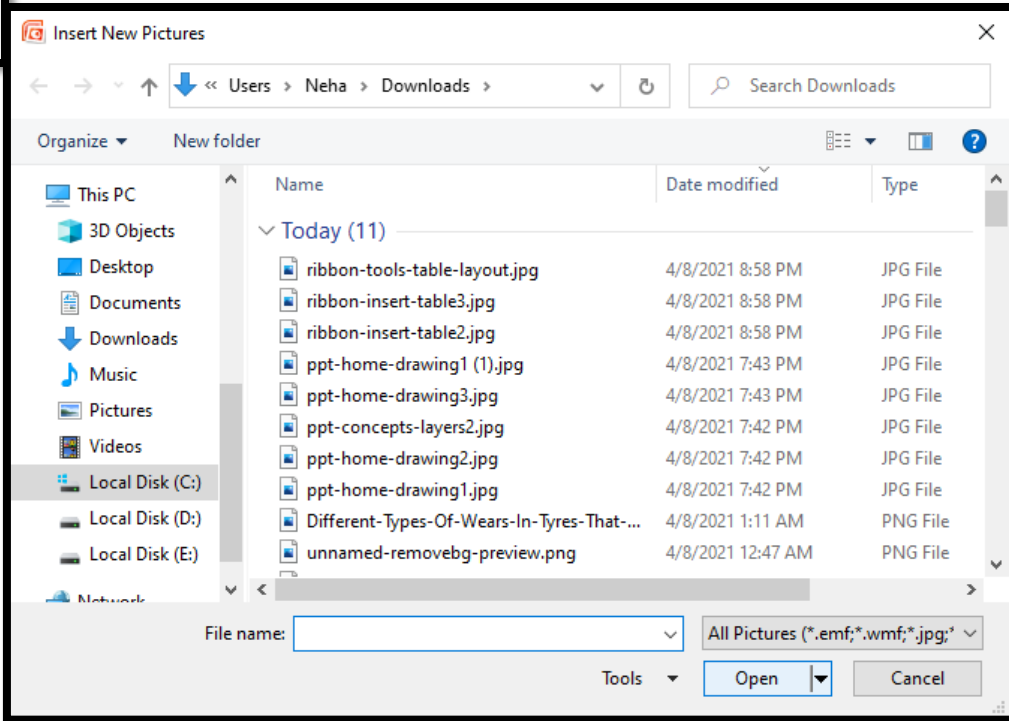 Insert New Pictures
« Users > Neha > Downloads >
Search Downloads
Organize
New folder
Name Date modified Type
This PC
3D Objects
Desktop
Documents
Downloads
Music
Pictures
Videos
Local Disk (C:)
Local Disk (D:)
Local Disk (E:)
Network
Today (11)
ribbon-tools-table-layout.jpg 4/8/2021 8:58 PM JPG File
ribbon-insert-table3.jpg 4/8/2021 8:58 PM JPG File
ribbon-insert-table2.jpg 4/8/2021 8:58 PM JPG File
ppt-home-drawing1 (1).jpg 4/8/2021 7:43 PM JPG File
ppt-home-drawing3.jpg 4/8/2021 7:43 PM JPG File
ppt-concepts-layers2.jpg 4/8/2021 7:42 PM JPG File
ppt-home-drawing2.jpg 4/8/2021 7:42 PM JPG File
ppt-home-drawing1.jpg 4/8/2021 7:42 PM JPG File
Different-Types-Of-Wears-In-Tyres-That-... 4/8/2021 1:11 AM PNG File
unnamed-removebg-preview.png 4/8/2021 12:47 AM PNG File
File name:
All Pictures (*.emf;*.wmf;*.jpg;*
Tools
Open
Cancel